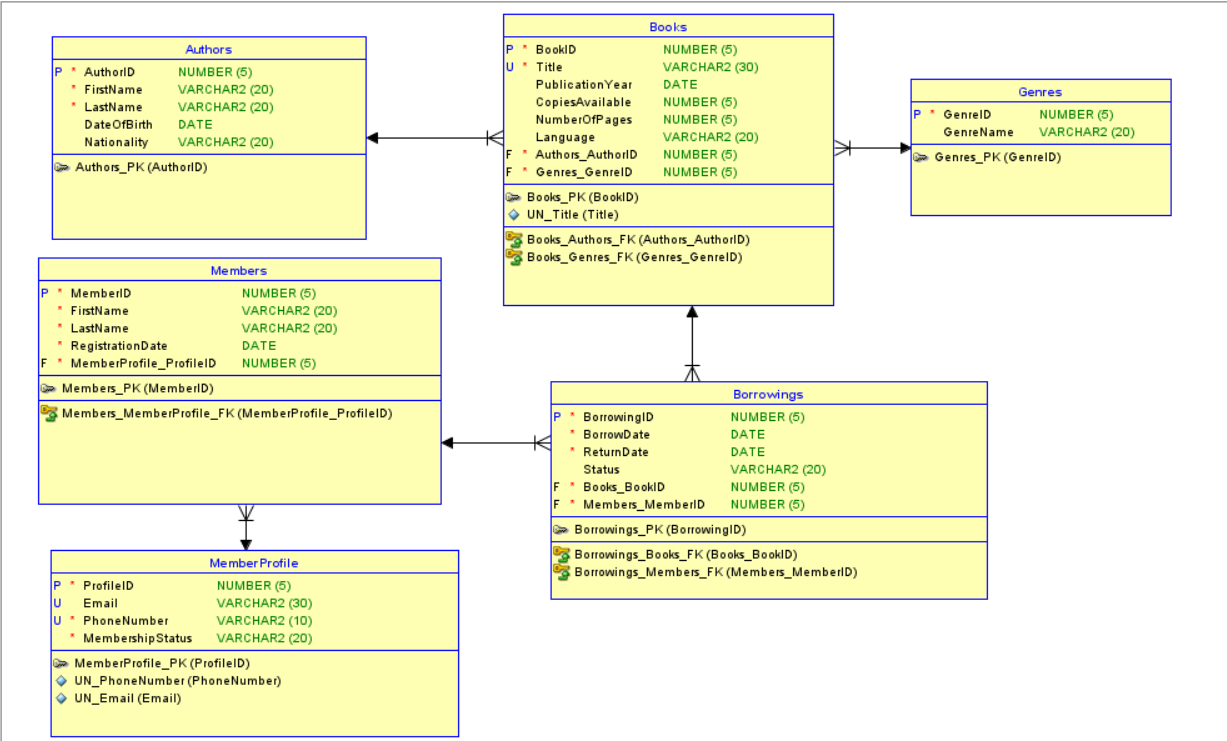 Authors
P * AuthorID NUMBER (5)
* FirstName VARCHAR2 (20)
* LastName VARCHAR2 (20)
DateOfBirth DATE
Nationality VARCHAR2 (20)
Authors_PK (AuthorID)
Books
P * BookID NUMBER (5)
U * Title VARCHAR2 (30)
PublicationYear DATE
CopiesAvailable NUMBER (5)
NumberOfPages NUMBER (5)
Language VARCHAR2 (20)
F * Authors_AuthorID NUMBER (5)
F * Genres_GenreID NUMBER (5)
Books_PK (BookID)
UN_Title (Title)
Books_Authors_FK (Authors_AuthorID)
Books_Genres_FK (Genres_GenreID)
Genres
P * GenreID NUMBER (5)
GenreName VARCHAR2 (20)
Genres_PK (GenreID)
Members
P * MemberID NUMBER (5)
* FirstName VARCHAR2 (20)
* LastName VARCHAR2 (20)
* RegistrationDate DATE
F * MemberProfile_ProfileID NUMBER (5)
Members_PK (MemberID)
Members_MemberProfile_FK (MemberProfile_ProfileID)
Borrowings
P * BorrowingID NUMBER (5)
* BorrowDate DATE
* ReturnDate DATE
Status VARCHAR2 (20)
F * Books_BookID NUMBER (5)
F * Members_MemberID NUMBER (5)
Borrowings_PK (BorrowingID)
Borrowings_Books_FK (Books_BookID)
Borrowings_Members_FK (Members_MemberID)
MemberProfile
P * ProfileID NUMBER (5)
U Email VARCHAR2 (30)
U * PhoneNumber VARCHAR2 (10)
* MembershipStatus VARCHAR2 (20)
MemberProfile_PK (ProfileID)
UN_PhoneNumber (PhoneNumber)
UN_Email (Email)